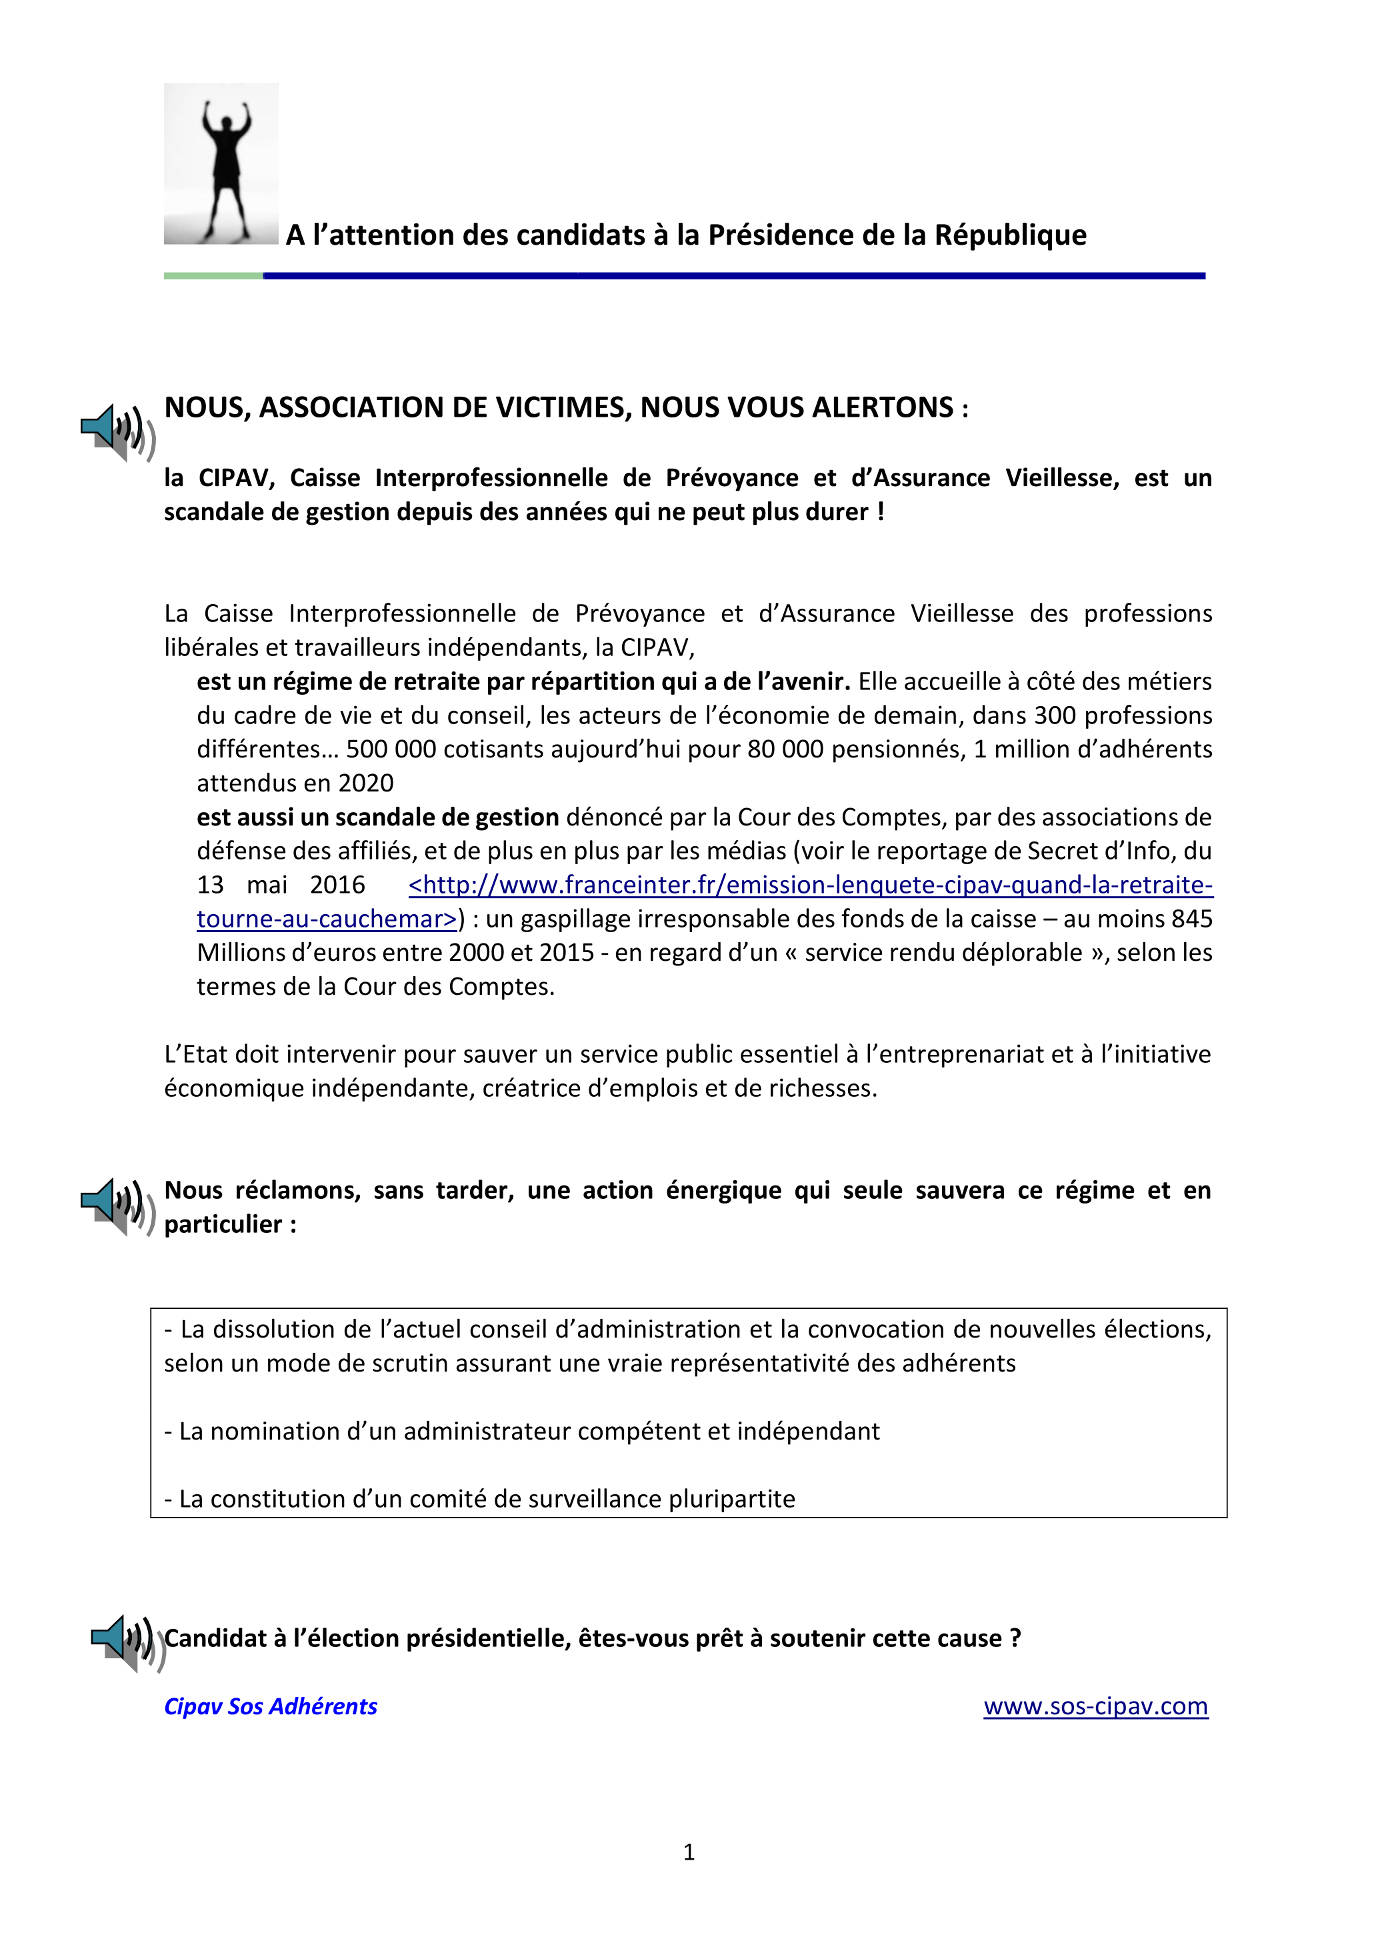 A l’attention des candidats à la Présidence de la République
NOUS, ASSOCIATION DE VICTIMES, NOUS VOUS ALERTONS :
la CIPAV, Caisse Interprofessionnelle de Prévoyance et d’Assurance Vieillesse, est un
scandale de gestion depuis des années qui ne peut plus durer !
La Caisse Interprofessionnelle de Prévoyance et d’Assurance Vieillesse des professions
libérales et travailleurs indépendants, la CIPAV,
est un régime de retraite par répartition qui a de l’avenir. Elle accueille à côté des métiers
du cadre de vie et du conseil, les acteurs de l’économie de demain, dans 300 professions
différentes… 500 000 cotisants aujourd’hui pour 80 000 pensionnés, 1 million d’adhérents
attendus en 2020
est aussi un scandale de gestion dénoncé par la Cour des Comptes, par des associations de
défense des affiliés, et de plus en plus par les médias (voir le reportage de Secret d’Info, du
13 mai 2016 <http://www.franceinter.fr/emission-lenquete-cipav-quand-la-retraite-
tourne-au-cauchemar>) : un gaspillage irresponsable des fonds de la caisse – au moins 845
Millions d’euros entre 2000 et 2015 - en regard d’un « service rendu déplorable », selon les
termes de la Cour des Comptes.
L’Etat doit intervenir pour sauver un service public essentiel à l’entreprenariat et à l’initiative
économique indépendante, créatrice d’emplois et de richesses.
Nous réclamons, sans tarder, une action énergique qui seule sauvera ce régime et en
particulier :
- La dissolution de l’actuel conseil d’administration et la convocation de nouvelles élections,
selon un mode de scrutin assurant une vraie représentativité des adhérents
- La nomination d’un administrateur compétent et indépendant
- La constitution d’un comité de surveillance pluripartite
Candidat à l’élection présidentielle, êtes-vous prêt à soutenir cette cause ?
Cipav Sos Adhérents www.sos-cipav.com
1